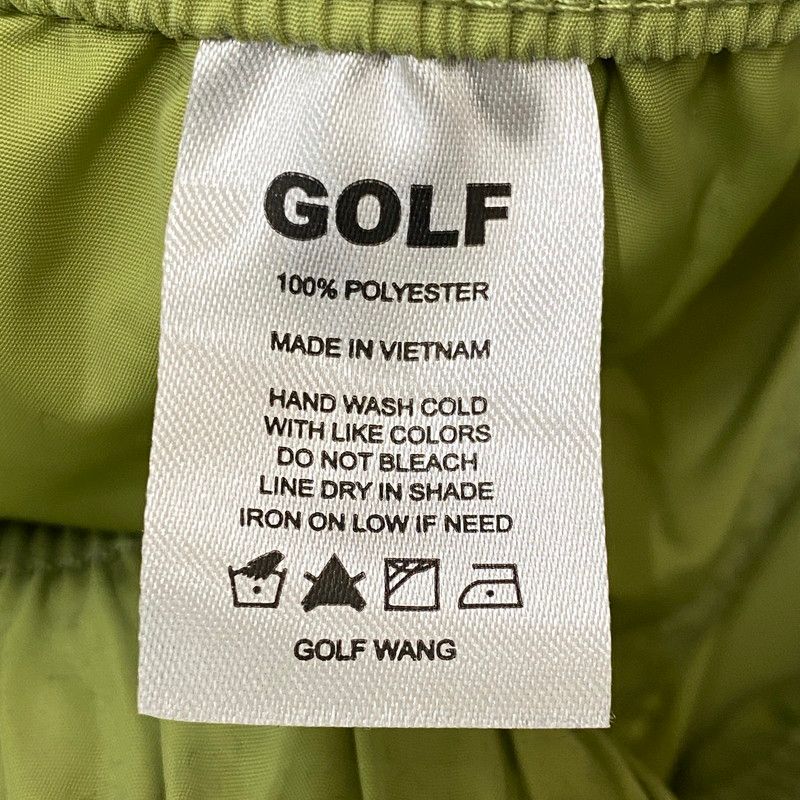 GOLF
100% POLYESTER
MADE IN VIETNAM
HAND WASH COLD
WITH LIKE COLORS
DO NOT BLEACH
LINE DRY IN SHADE
IRON ON LOW IF NEED
GOLF WANG